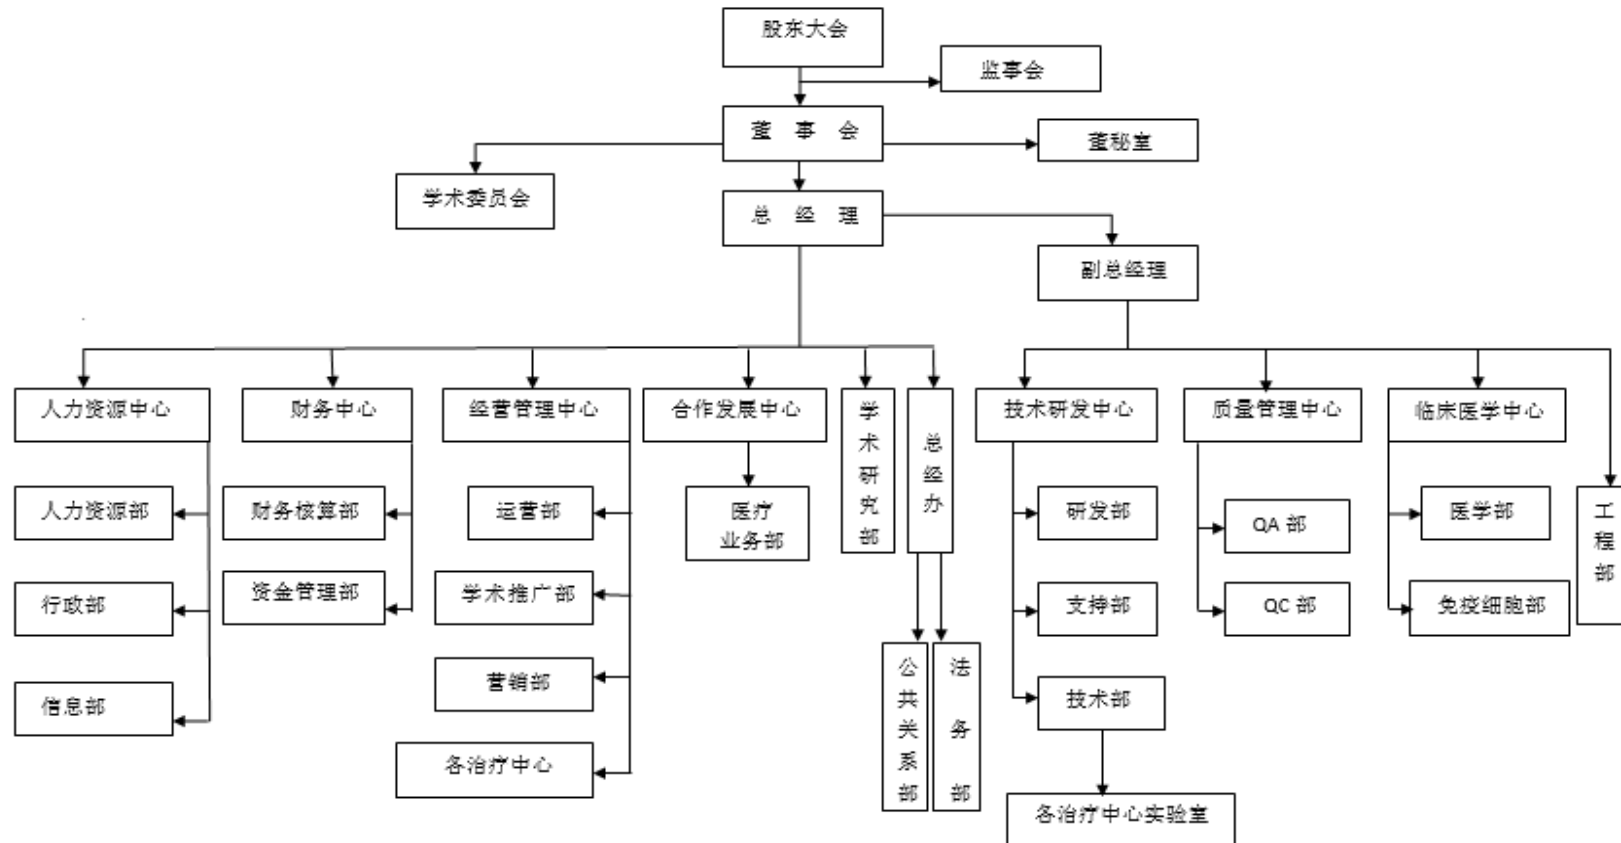 股东大会
监事会
董 事 会
董秘室
学术委员会
总 经 理
副总经理
人力资源中心
财务中心
经营管理中心
合作发展中心
学术研究部
总经办
技术研发中心
质量管理中心
临床医学中心
工程部
人力资源部
财务核算部
运营部
医疗
业务部
研发部
QA 部
医学部
行政部
资金管理部
学术推广部
支持部
QC 部
免疫细胞部
信息部
营销部
公共关系部
法务部
技术部
各治疗中心
各治疗中心实验室